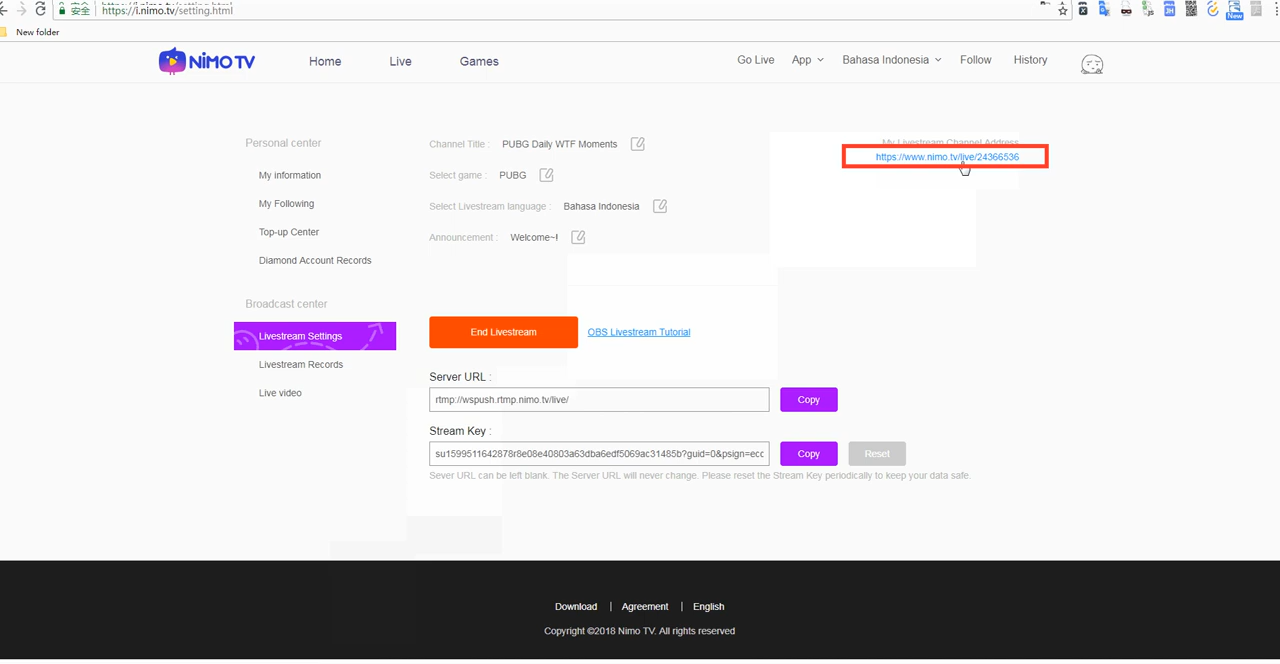 安全 https://i.nimo.tv/setting.html
New
New folder
NiMO TV Home Live Games Go Live App Bahasa Indonesia Follow History
Personal center
My information
My Following
Top-up Center
Diamond Account Records
Broadcast center
Livestream Settings
Livestream Records
Live video
Channel Title : PUBG Daily WTF Moments
Select game : PUBG
Select Livestream language : Bahasa Indonesia
Announcement : Welcome~!
My Livestream Channel Address
https://www.nimo.tv/live/24366536
End Livestream OBS Livestream Tutorial
Server URL :
rtmp://wspush.rtmp.nimo.tv/live/ Copy
Stream Key :
su1599511642878r8e08e40803a63dba6edf5069ac31485b?guid=0&psign=ecc Copy Reset
Sever URL can be left blank. The Server URL will never change. Please reset the Stream Key periodically to keep your data safe.
Download | Agreement | English
Copyright ©2018 Nimo TV. All rights reserved